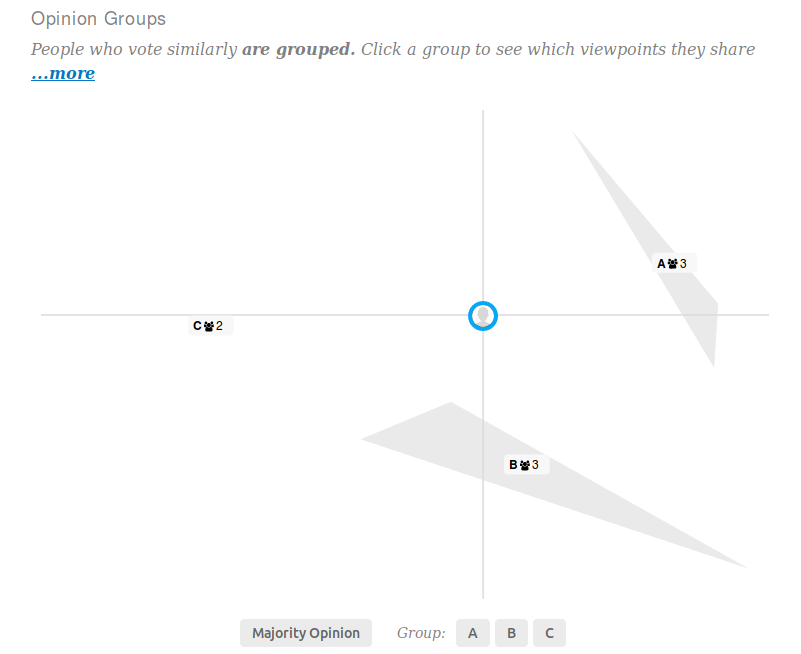 Opinion Groups
People who vote similarly are grouped. Click a group to see which viewpoints they share
...more
A 3
C 2
B 3
Majority Opinion Group: A B C